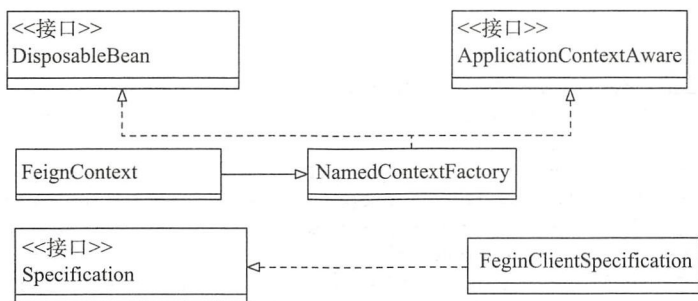 <<接口>>
DisposableBean
<<接口>>
ApplicationContextAware
FeignContext
NamedContextFactory
<<接口>>
Specification
FeginClientSpecification